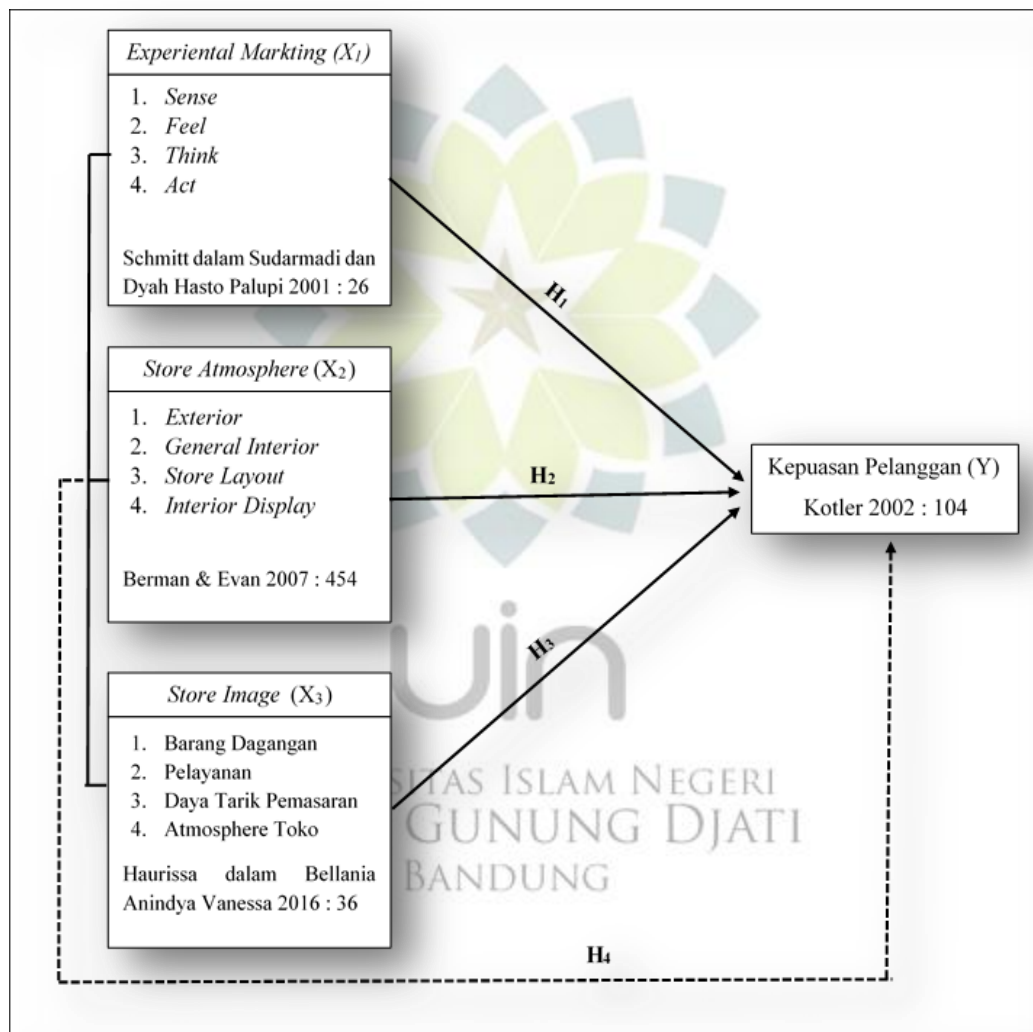 Experiental Markting (X1)
1. Sense
2. Feel
3. Think
4. Act
Schmitt dalam Sudarmadi dan
Dyah Hasto Palupi 2001 : 26
H1
Store Atmosphere (X2)
1. Exterior
2. General Interior
3. Store Layout
4. Interior Display
Berman & Evan 2007 : 454
H2
Kepuasan Pelanggan (Y)
Kotler 2002 : 104
H3
Store Image (X3)
1. Barang Dagangan
2. Pelayanan
3. Daya Tarik Pemasaran
4. Atmosphere Toko
Haurissa dalam Bellania
Anindya Vanessa 2016 : 36
H4
uin
ISLAM NEGERI
GUNUNG DJATI
BANDUNG